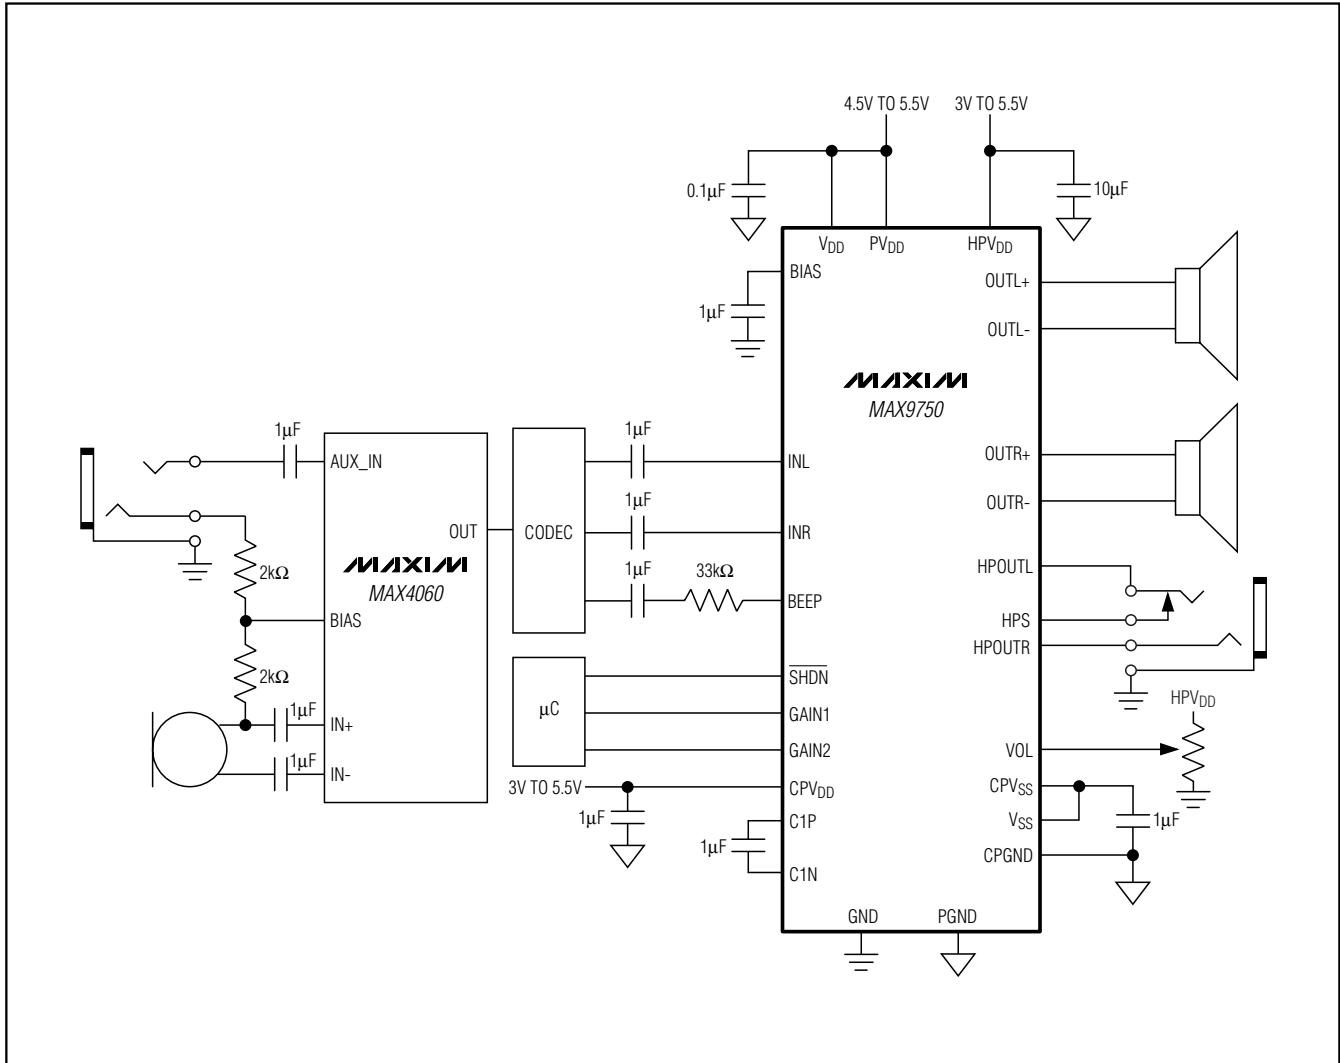 4.5V TO 5.5V 3V TO 5.5V
0.1μF 10μF
VDD PVDD HPVDD
BIAS OUTL+
1μF
OUTL-
MAXIM
MAX9750
1μF
AUX_IN
1μF
INL
OUTR+
OUTR-
OUT
CODEC
1μF
INR
MAXIM
MAX4060
2kΩ
1μF 33kΩ
BEEP
HPOUTL
BIAS
HPS
HPOUTR
2kΩ
μC
SHDN
GAIN1
GAIN2
HPVDD
VOL
1μF
IN+
1μF
IN-
3V TO 5.5V
CPVDD
1μF
1μF
C1P
C1N
CPVSS
VSS
1μF
CPGND
GND PGND